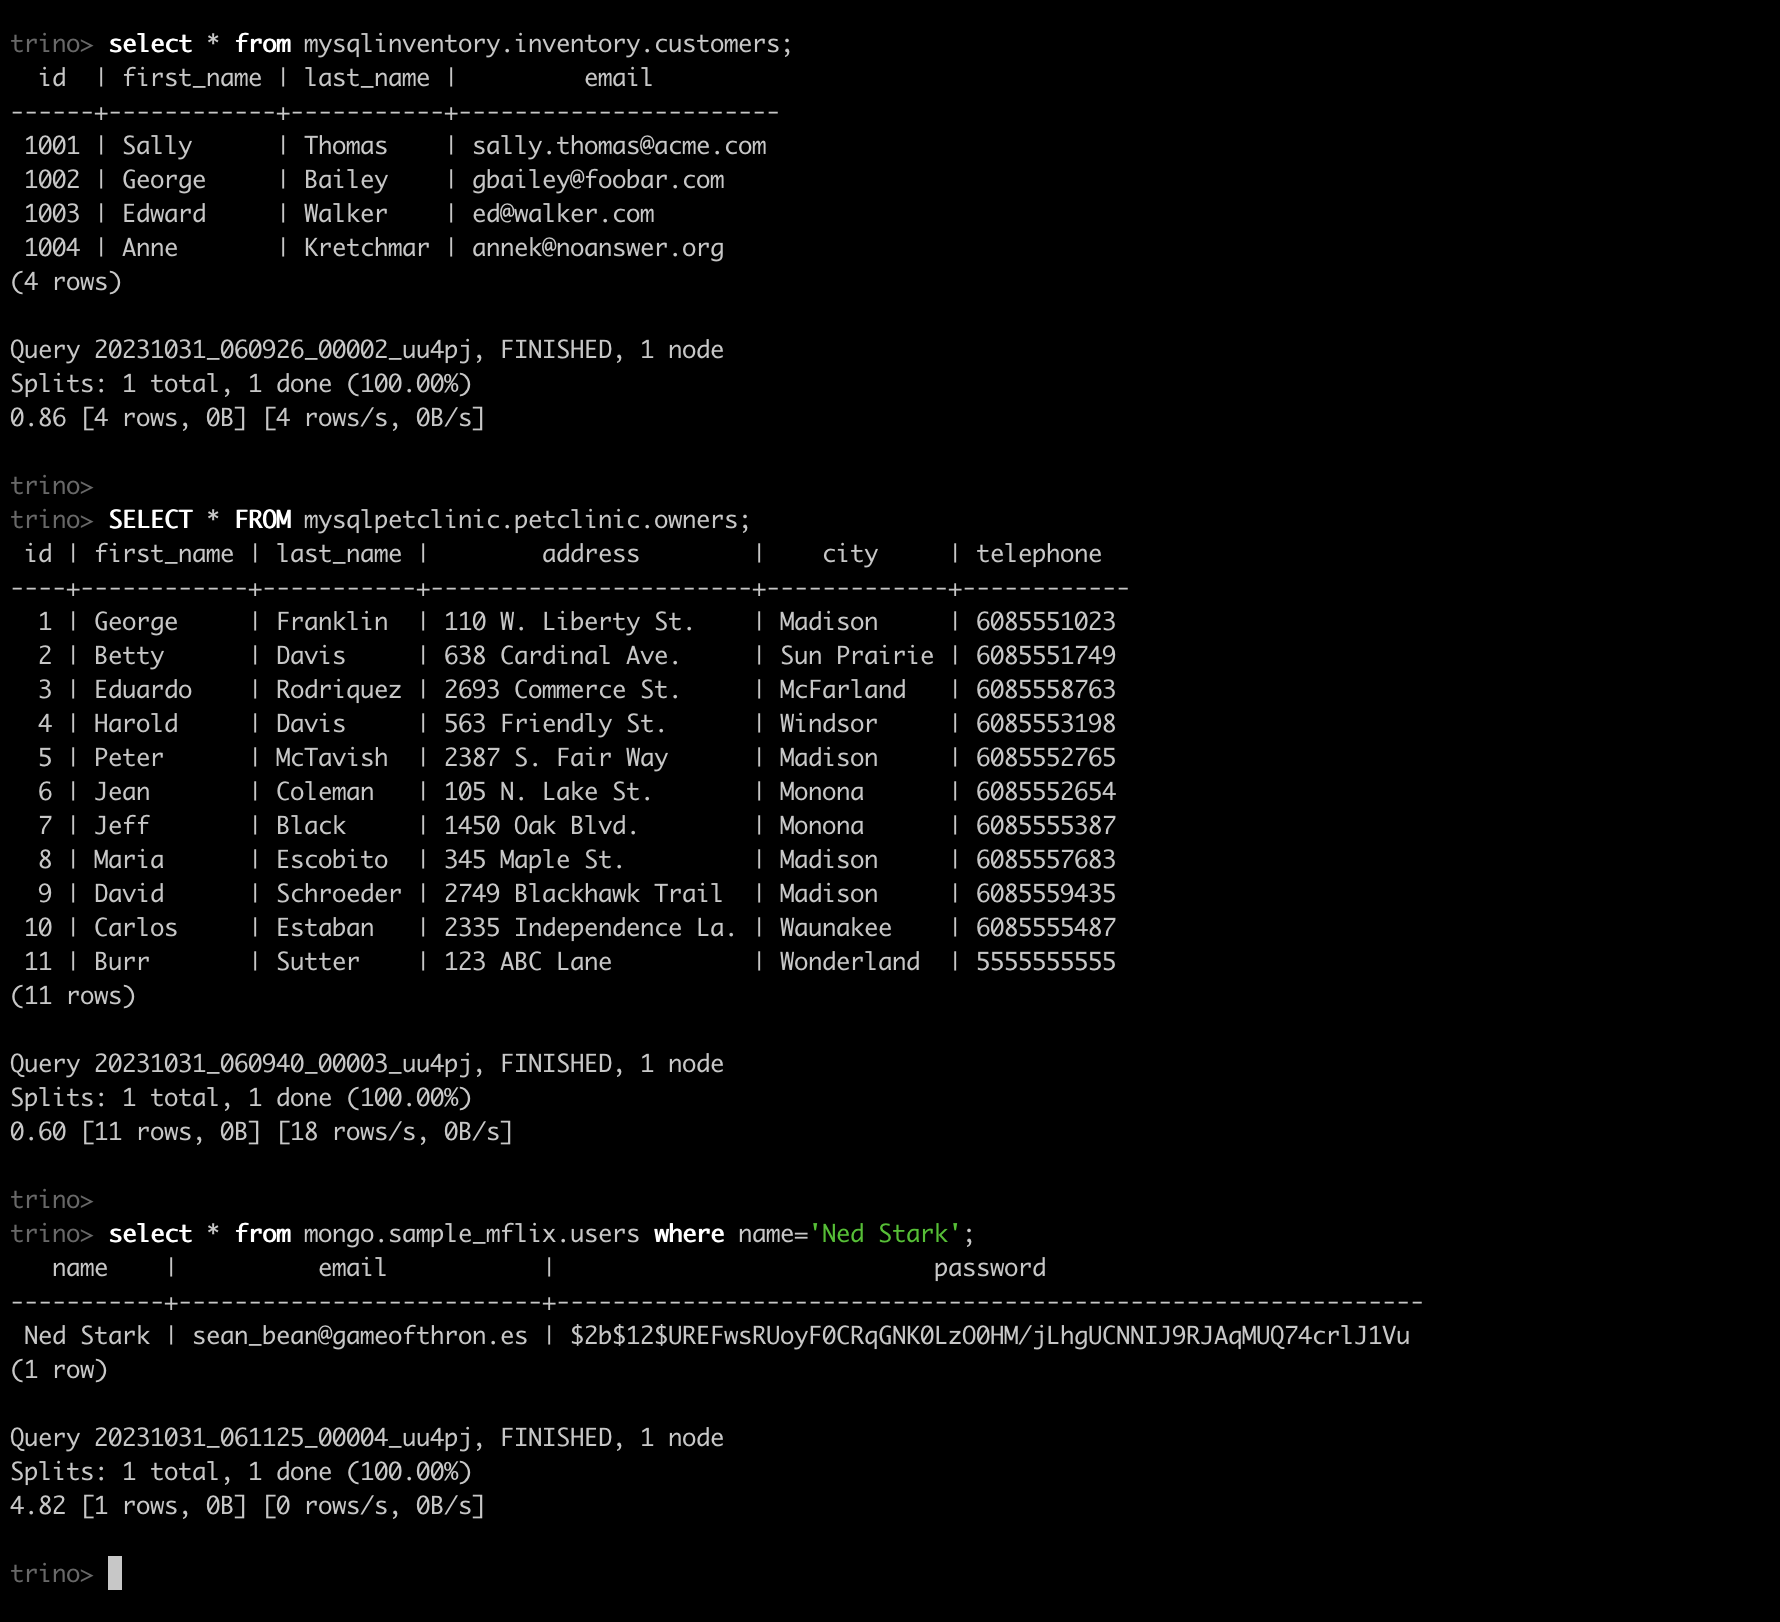 trino> select * from mysqlinventory.inventory.customers;
  id  | first_name | last_name |         email
------+------------+-----------+-----------------------
 1001 | Sally      | Thomas    | sally.thomas@acme.com
 1002 | George     | Bailey    | gbailey@foobar.com
 1003 | Edward     | Walker    | ed@walker.com
 1004 | Anne       | Kretchmar | annek@noanswer.org
(4 rows)

Query 20231031_060926_00002_uu4pj, FINISHED, 1 node
Splits: 1 total, 1 done (100.00%)
0.86 [4 rows, 0B] [4 rows/s, 0B/s]

trino>
trino> SELECT * FROM mysqlpetclinic.petclinic.owners;
 id | first_name | last_name |        address        |    city     | telephone
----+------------+-----------+-----------------------+-------------+------------
  1 | George     | Franklin  | 110 W. Liberty St.    | Madison     | 6085551023
  2 | Betty      | Davis     | 638 Cardinal Ave.     | Sun Prairie | 6085551749
  3 | Eduardo    | Rodriquez | 2693 Commerce St.     | McFarland   | 6085558763
  4 | Harold     | Davis     | 563 Friendly St.      | Windsor     | 6085553198
  5 | Peter      | McTavish  | 2387 S. Fair Way      | Madison     | 6085552765
  6 | Jean       | Coleman   | 105 N. Lake St.       | Monona      | 6085552654
  7 | Jeff       | Black     | 1450 Oak Blvd.        | Monona      | 6085555387
  8 | Maria      | Escobito  | 345 Maple St.         | Madison     | 6085557683
  9 | David      | Schroeder | 2749 Blackhawk Trail  | Madison     | 6085559435
 10 | Carlos     | Estaban   | 2335 Independence La. | Waunakee    | 6085555487
 11 | Burr       | Sutter    | 123 ABC Lane          | Wonderland  | 5555555555
(11 rows)

Query 20231031_060940_00003_uu4pj, FINISHED, 1 node
Splits: 1 total, 1 done (100.00%)
0.60 [11 rows, 0B] [18 rows/s, 0B/s]

trino>
trino> select * from mongo.sample_mflix.users where name='Ned Stark';
   name    |          email           |                           password
-----------+--------------------------+--------------------------------------------------------------
 Ned Stark | sean_bean@gameofthron.es | $2b$12$UREFwsRUoyF0CRqGNK0LzO0HM/jLhgUCNNIJ9RJAqMUQ74crlJ1Vu
(1 row)

Query 20231031_061125_00004_uu4pj, FINISHED, 1 node
Splits: 1 total, 1 done (100.00%)
4.82 [1 rows, 0B] [0 rows/s, 0B/s]

trino>